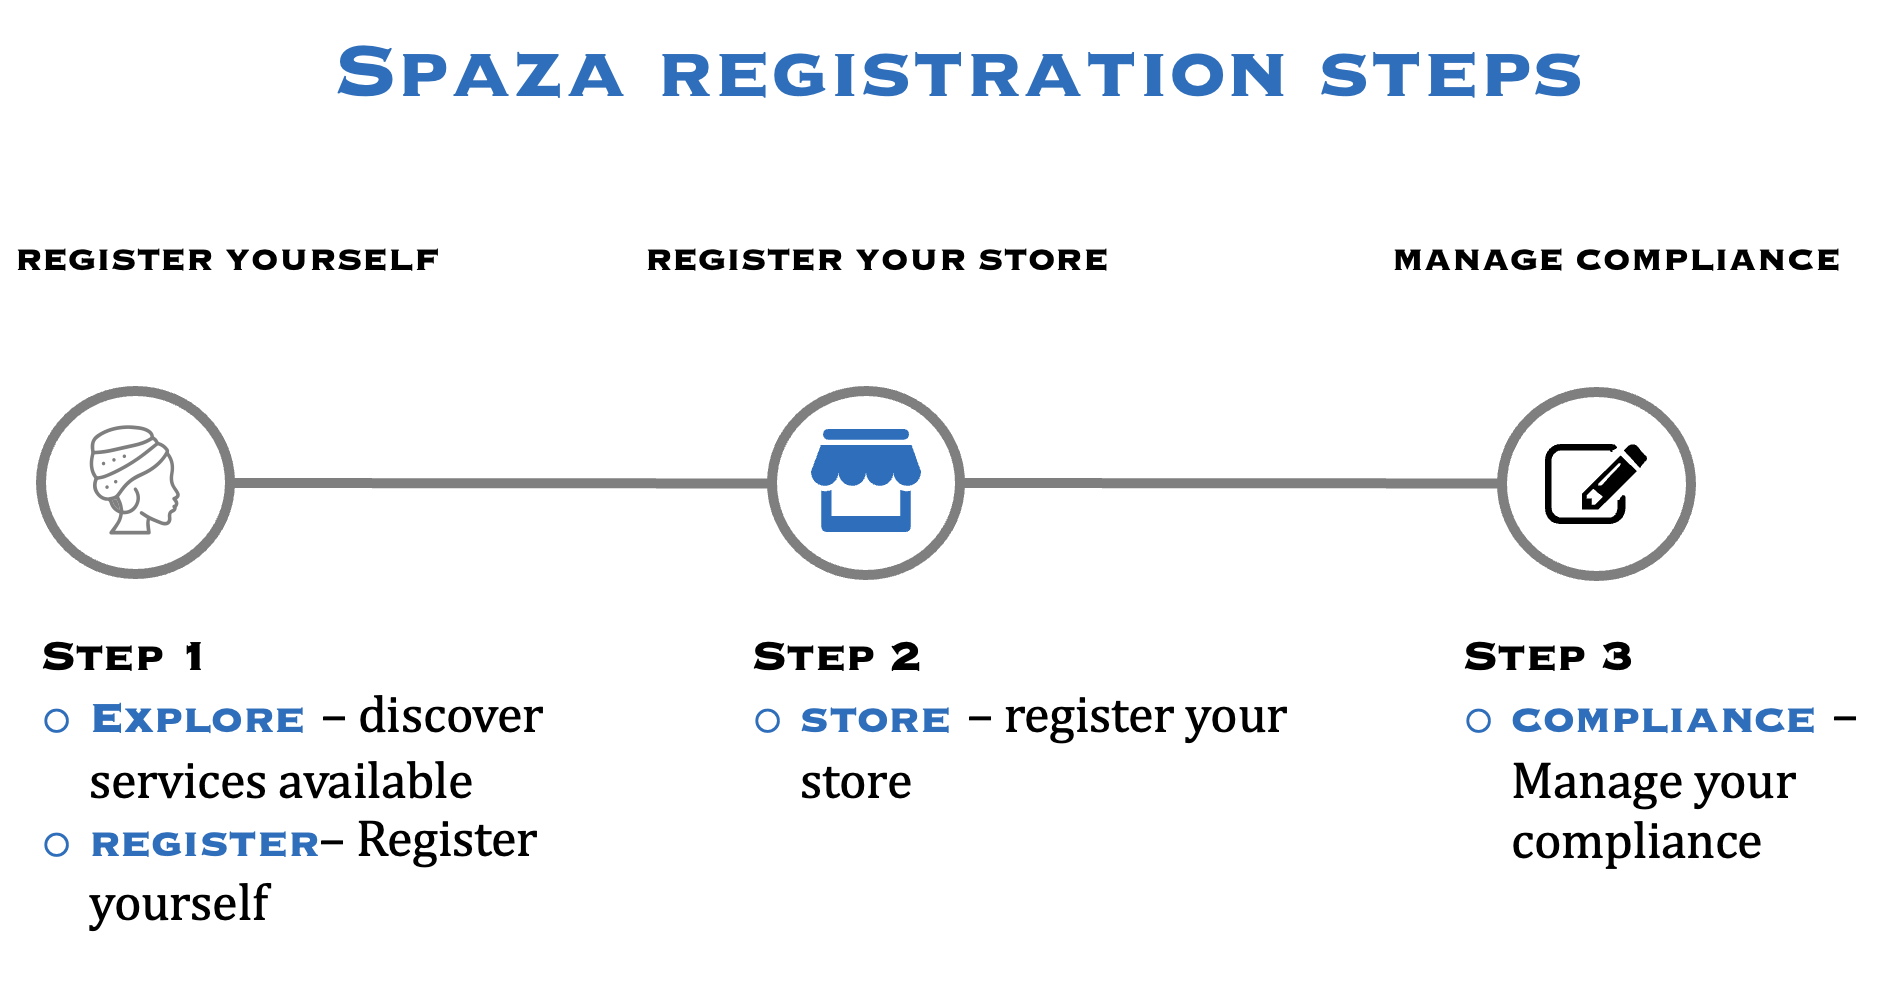 Spaza registration steps
register yourself
register your store
manage compliance
Step 1
Explore – discover
services available
register– Register
yourself
Step 2
store – register your
store
Step 3
compliance –
Manage your
compliance